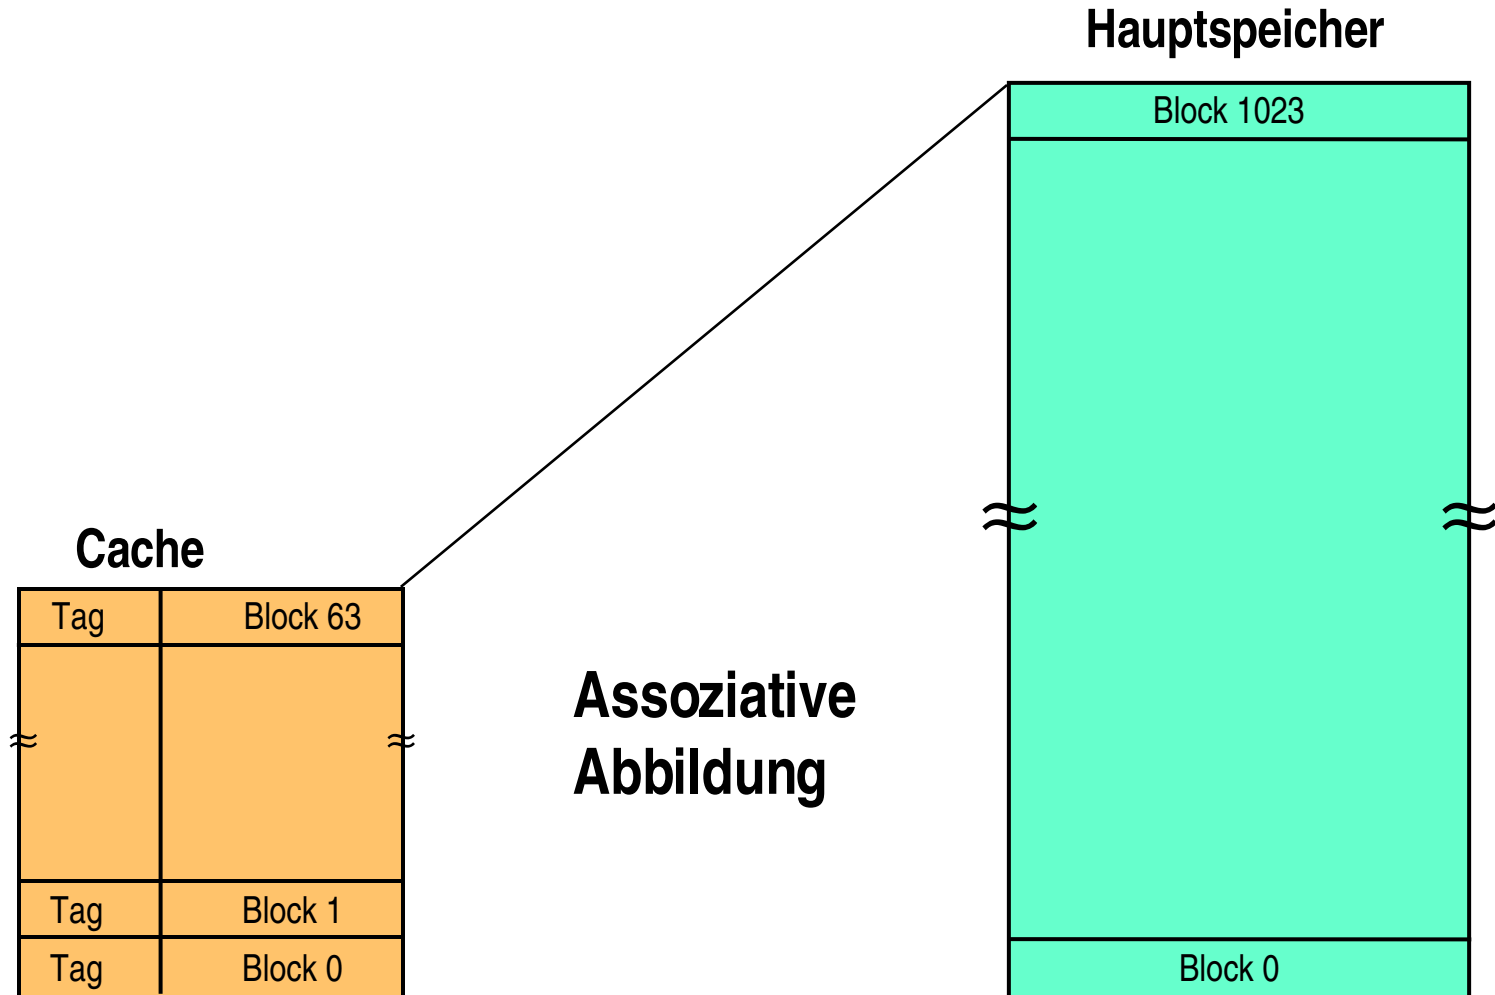 Hauptspeicher
Block 1023
Cache
Tag Block 63
Assoziative
Abbildung
Tag Block 1
Tag Block 0
Block 0